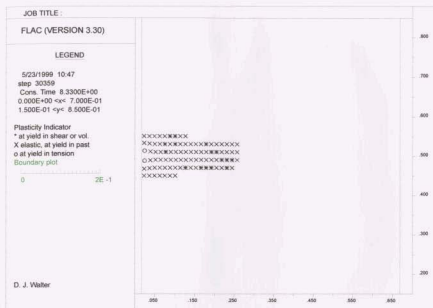 JOB TITLE :
FLAC (VERSION 3.30)
LEGEND
5/23/1999 10:47
step 30359
Cons. Time 8.3300E+00
0.000E+00 <x< 7.000E-01
1.500E-01 <y< 8.500E-01
Plasticity Indicator
* at yield in shear or vol.
X elastic, at yield in past
o at yield in tension
Boundary plot
0 2E -1
D. J. Walter
.800
.700
.600
.500
.400
.300
.200
.050 .150 .250 .350 .450 .550 .650